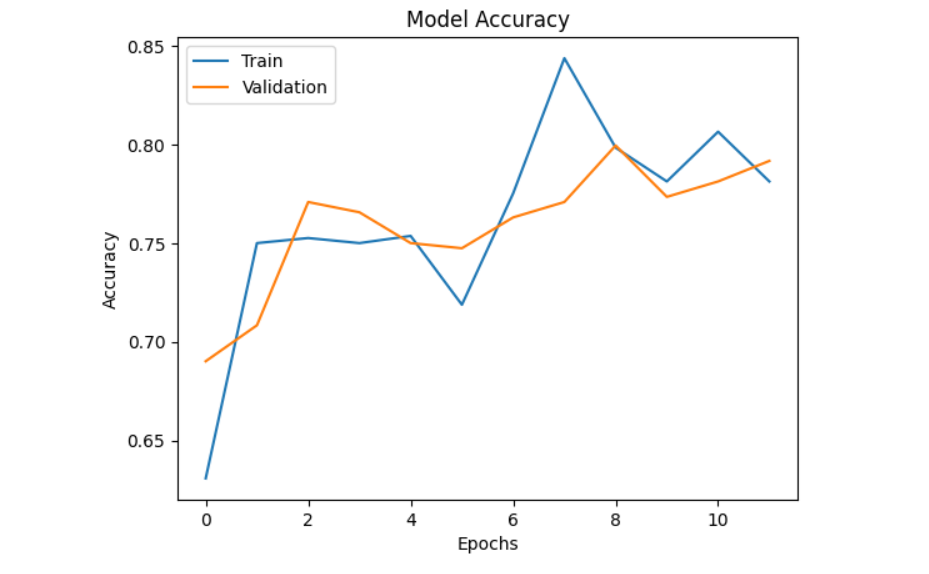 Model Accuracy
0.85
0.80
0.75
0.70
0.65
Accuracy
Train
Validation
0 2 4 6 8 10
Epochs